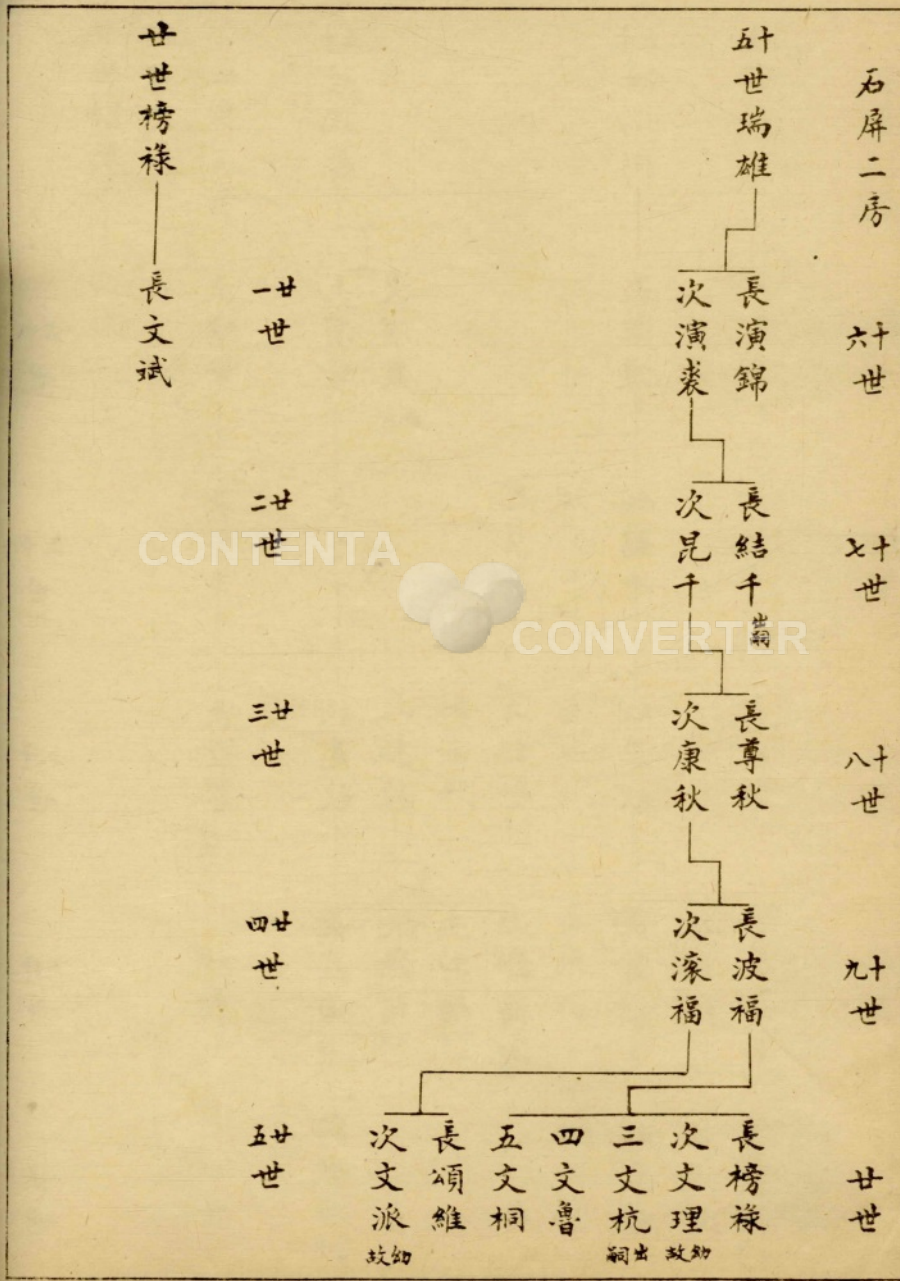 石屏二房
十六世
十七世
十八世
十九世
廿世
十五世瑞雄
長演錦
次演裘
長結千 出嗣
次昆千
長尊秋
次康秋
長波福
次滚福
長榜祿
次文理 幼故
三文杭 出嗣
四文魯
五文桐
長頌維
次文派 幼故
廿一世
廿二世
廿三世
廿四世
廿五世
廿世榜祿
長文斌
CONTENTA
CONVERTER